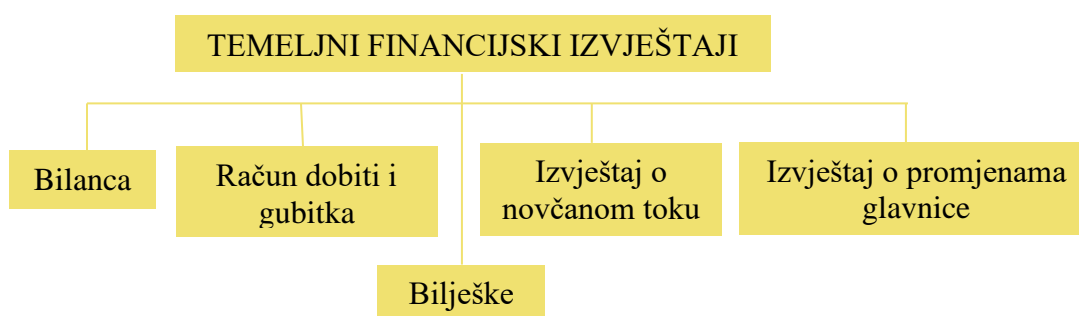 TEMELJNI FINANCIJSKI IZVJEŠTAJI
Bilanca
Račun dobiti i
gubitka
Izvještaj o
novčanom toku
Izvještaj o promjenama
glavnice
Bilješke